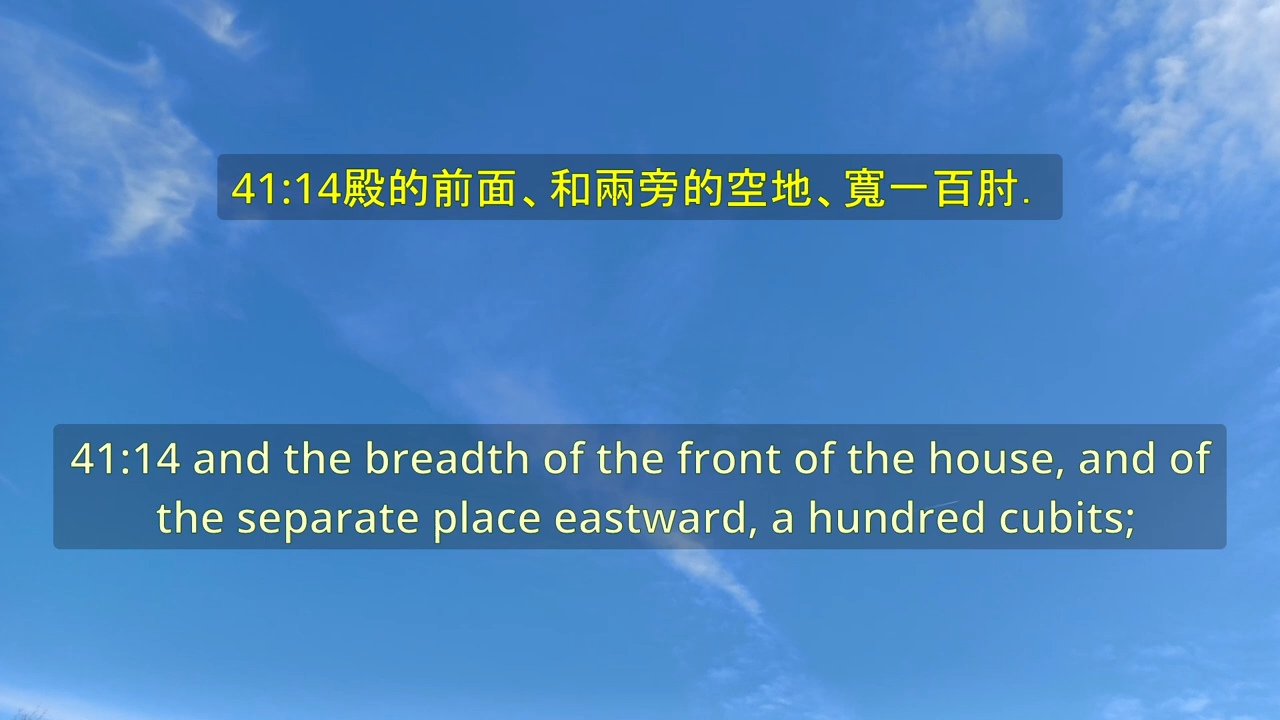 41:14殿的前面、和兩旁的空地、寬一百肘.
41:14 and the breadth of the front of the house, and of
the separate place eastward, a hundred cubits;